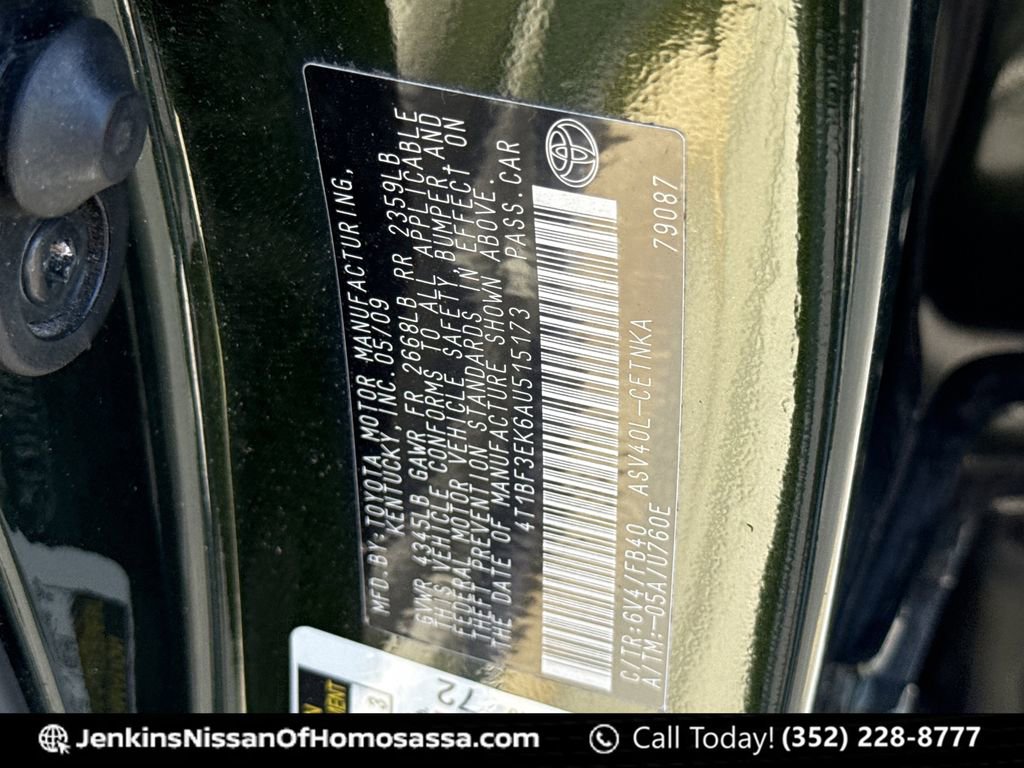 MFD. BY: TOYOTA MOTOR MANUFACTURING,
KENTUCKY, INC. 05/09
GVWR 4345LB GAWR FR 2668LB RR 2359LB
THIS VEHICLE CONFORMS TO ALL APPLICABLE
FEDERAL MOTOR VEHICLE SAFETY, BUMPER, AND
THEFT PREVENTION STANDARDS IN EFFECT ON
THE DATE OF MANUFACTURE SHOWN ABOVE.
4T1BF3EK6AU515173 PASS. CAR
C/TR:6V4/FB40 ASV40L-CETNKA
A/TM:-05A/U760E 79087
72
3
JenkinsNissanOfHomosassa.com
Call Today! (352) 228-8777